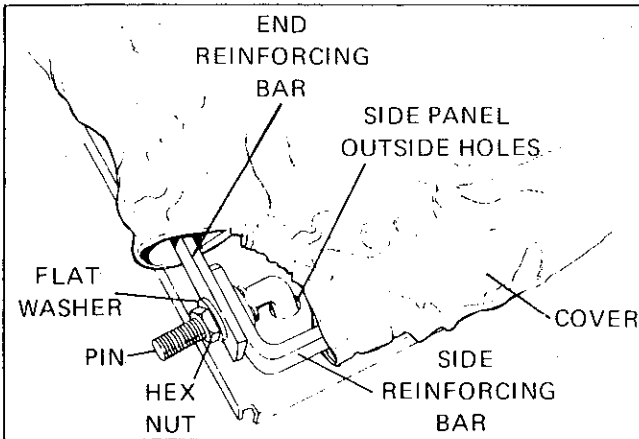 END
REINFORCING
BAR
SIDE PANEL
OUTSIDE HOLES
FLAT
WASHER
COVER
PIN
HEX
NUT
SIDE
REINFORCING
BAR